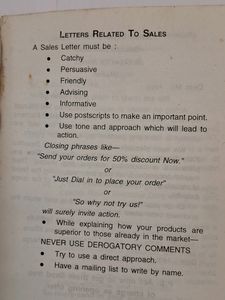 LETTERS RELATED TO SALES
A Sales Letter must be :
• Catchy
• Persuasive
• Friendly
• Advising
• Informative
• Use postscripts to make an important point.
• Use tone and approach which will lead to
action.
Closing phrases like—
"Send your orders for 50% discount Now."
or
"Just Dial in to place your order"
or
"So why not try us!"
will surely invite action.
• While explaining how your products are
superior to those already in the market—
NEVER USE DEROGATORY COMMENTS
• Try to use a direct approach.
• Have a mailing list to write by name.